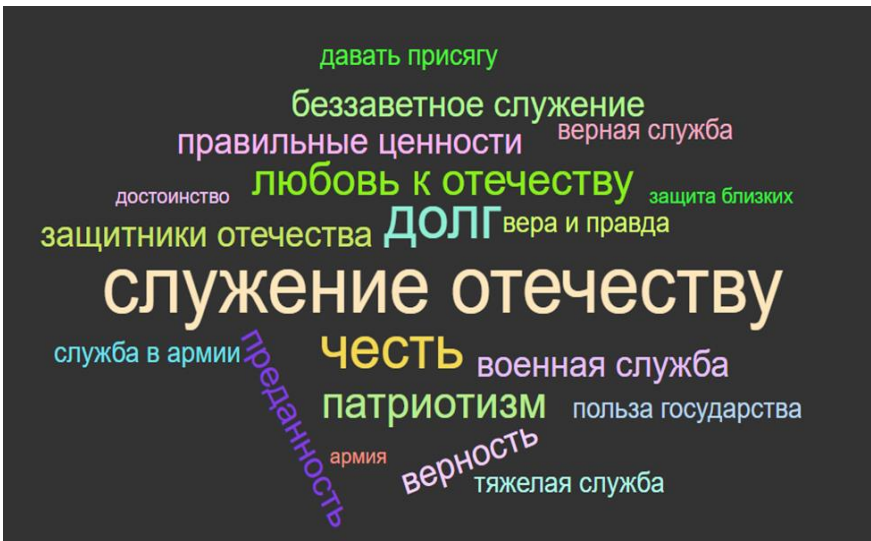 давать присягу
беззаветное служение
верная служба
правильные ценности
любовь к отечеству
достоинство
защита близких
долг
вера и правда
защитники отечества
служение отечеству
честь
служба в армии
преданность
военная служба
патриотизм
польза государства
верность
армия
тяжелая служба